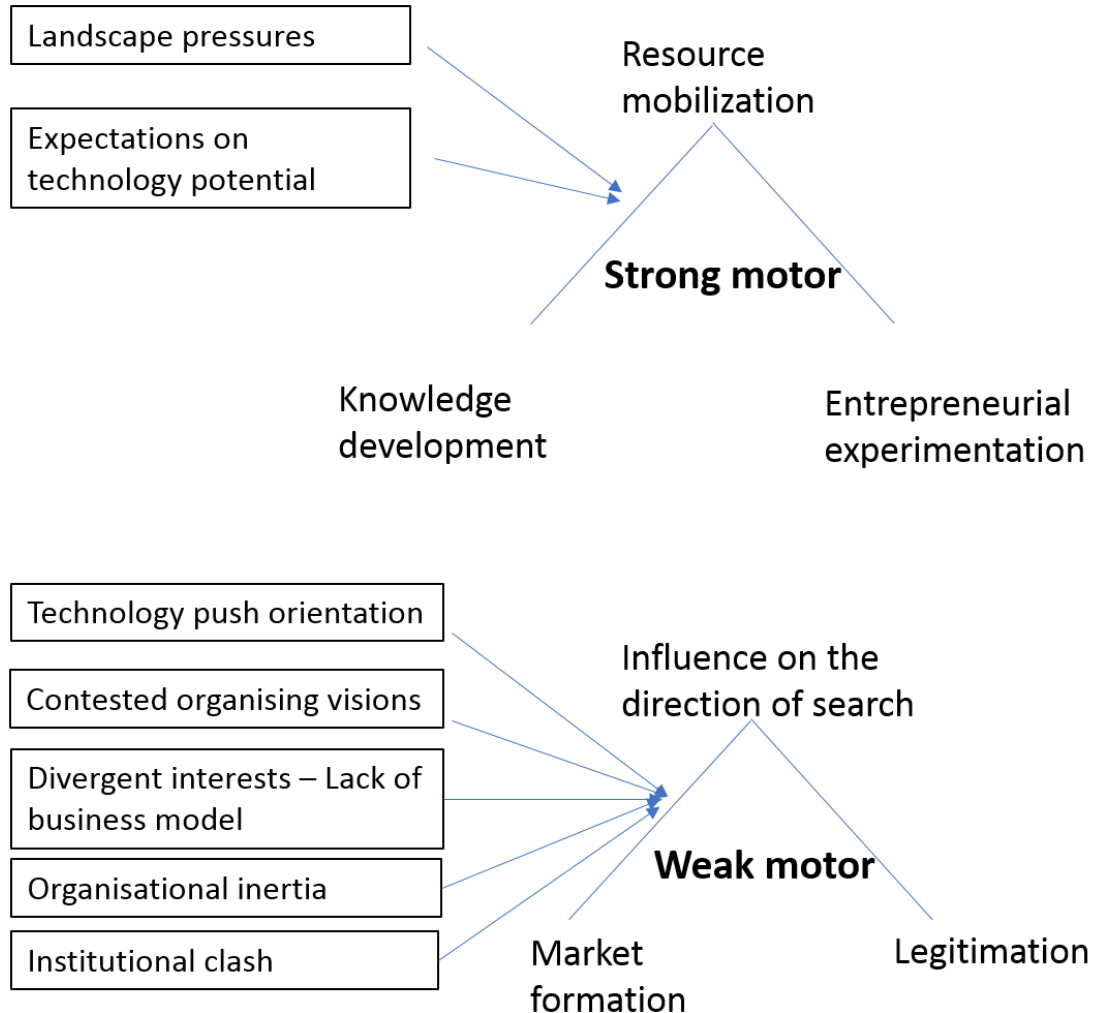 Landscape pressures
Expectations on
technology potential
Resource
mobilization
Strong motor
Knowledge
development
Entrepreneurial
experimentation
Technology push orientation
Contested organising visions
Divergent interests – Lack of
business model
Organisational inertia
Institutional clash
Influence on the
direction of search
Weak motor
Market
formation
Legitimation